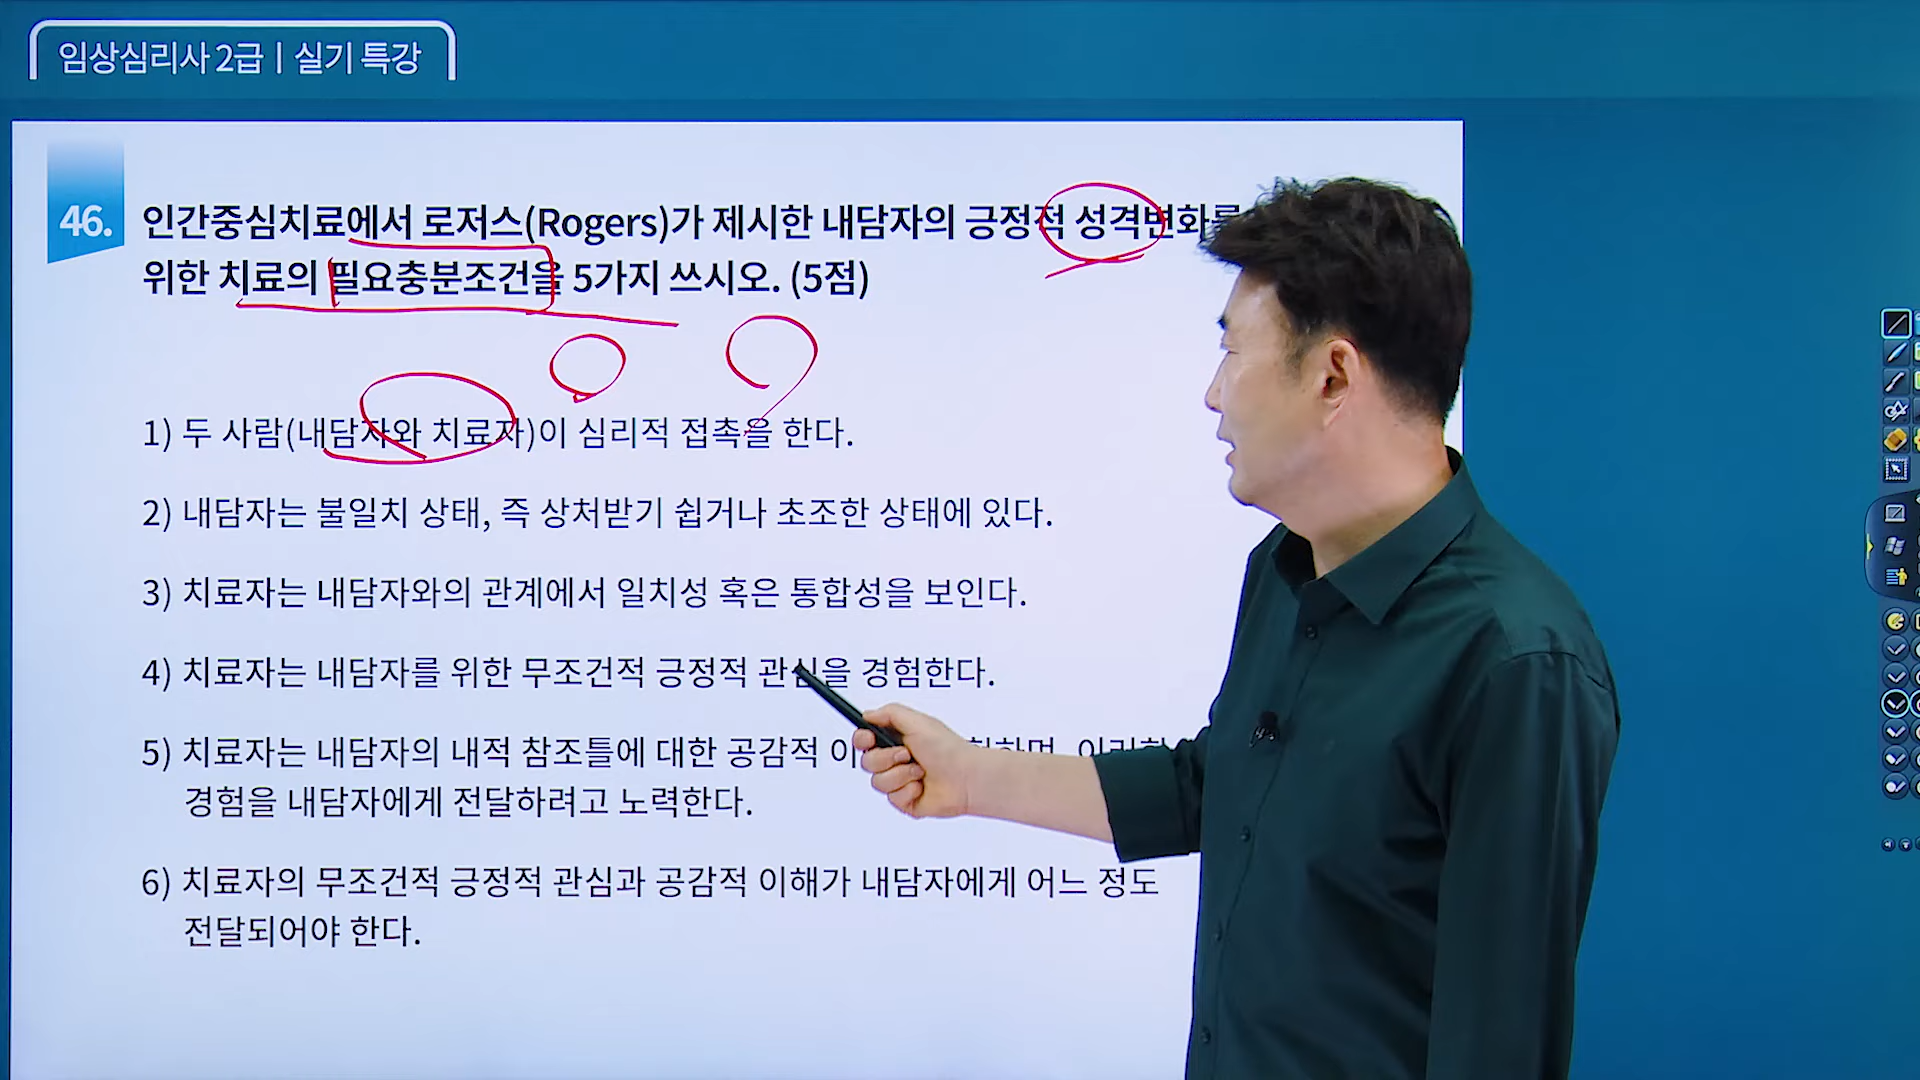 임상심리사 2급 | 실기 특강
46. 인간중심치료에서 로저스(Rogers)가 제시한 내담자의 긍정적 성격변화를
위한 치료의 필요충분조건을 5가지 쓰시오. (5점)
1) 두 사람(내담자와 치료자)이 심리적 접촉을 한다.
2) 내담자는 불일치 상태, 즉 상처받기 쉽거나 초조한 상태에 있다.
3) 치료자는 내담자와의 관계에서 일치성 혹은 통합성을 보인다.
4) 치료자는 내담자를 위한 무조건적 긍정적 관심을 경험한다.
5) 치료자는 내담자의 내적 참조틀에 대한 공감적
경험을 내담자에게 전달하려고 노력한다.
6) 치료자의 무조건적 긍정적 관심과 공감적 이해가 내담자에게 어느 정도
전달되어야 한다.